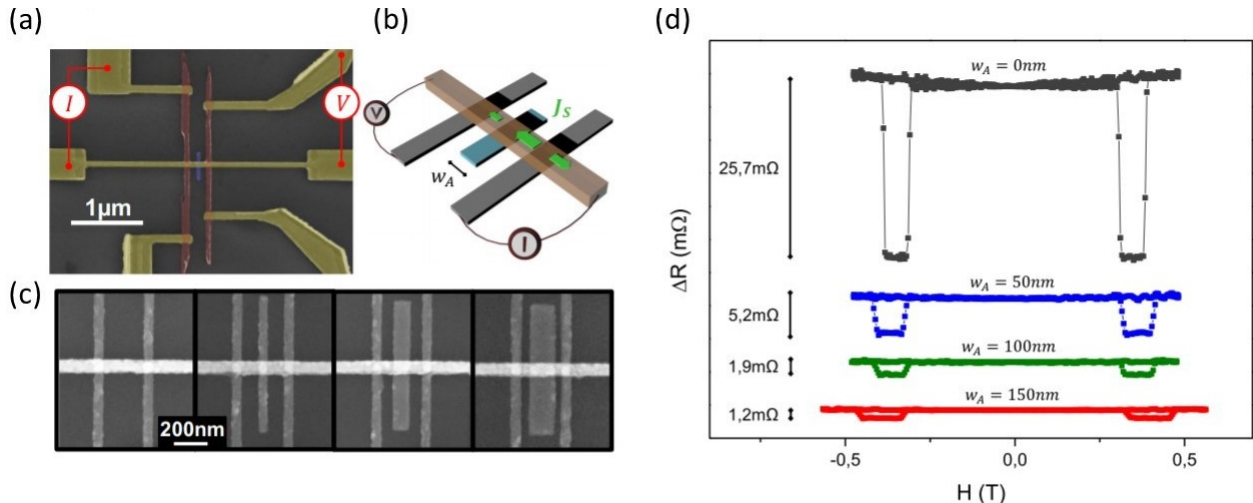 (a)
I
V
1μm
(b)
V
Js
w_A
I
(c)
200nm
(d)
w_A = 0nm
25,7mΩ
w_A = 50nm
5,2mΩ
w_A = 100nm
1,9mΩ
w_A = 150nm
1,2mΩ
ΔR (mΩ)
-0,5
0,0
0,5
H (T)